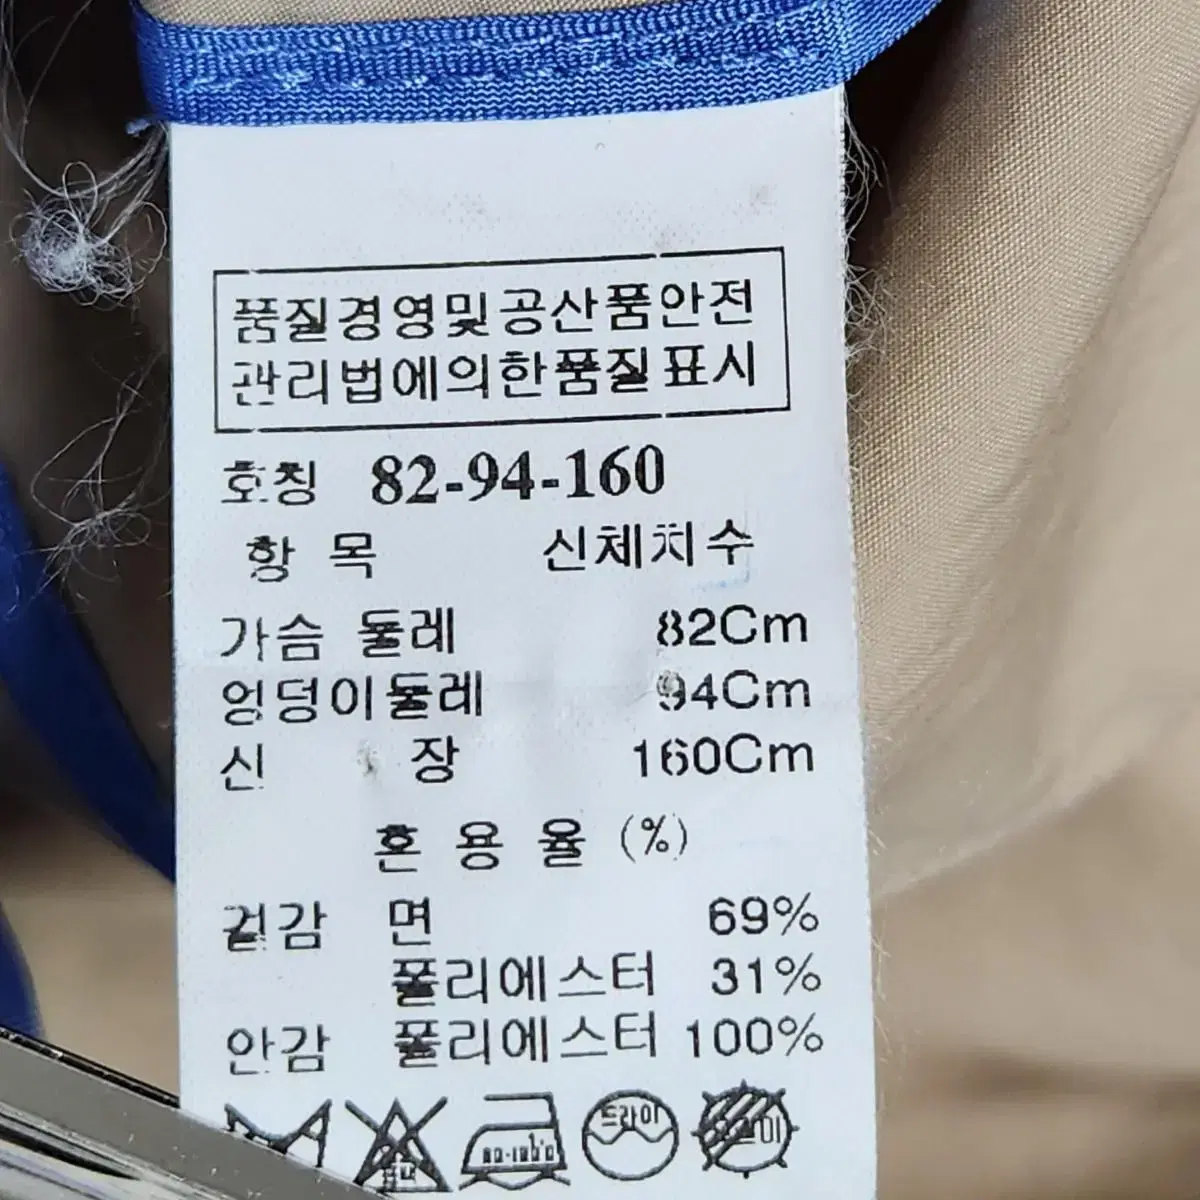 품질경영및공산품안전
관리법에의한품질표시
호칭 82-94-160
항 목 신체치수
가슴 둘레 82Cm
엉덩이둘레 94Cm
신 장 160Cm
혼 용 율 (%)
겉감 면 69%
폴리에스터 31%
안감 폴리에스터 100%
드라이